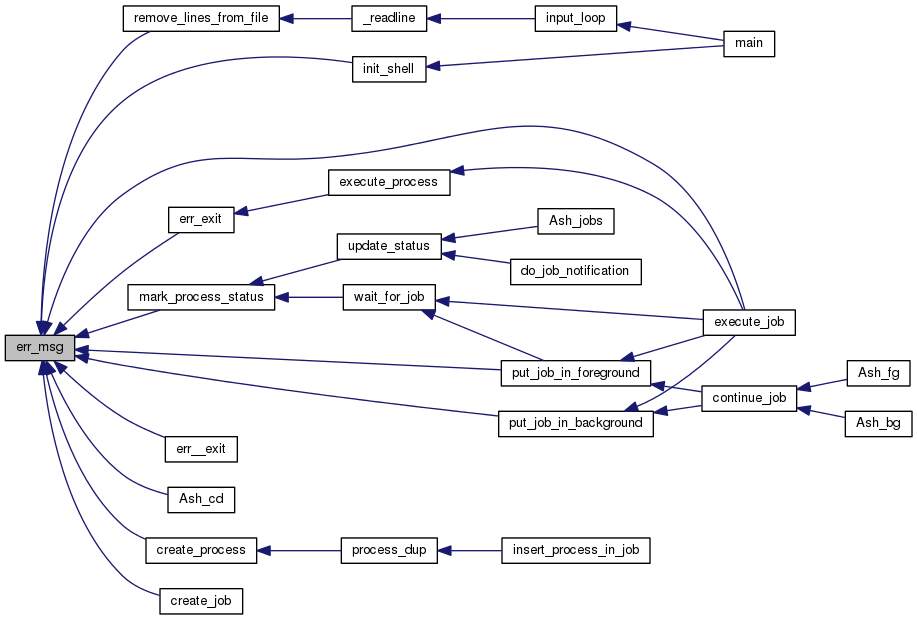 remove_lines_from_file
_readline
input_loop
main
init_shell
execute_process
err_exit
Ash_jobs
update_status
do_job_notification
mark_process_status
wait_for_job
execute_job
err_msg
put_job_in_foreground
Ash_fg
continue_job
put_job_in_background
Ash_bg
err__exit
Ash_cd
create_process
process_dup
insert_process_in_job
create_job